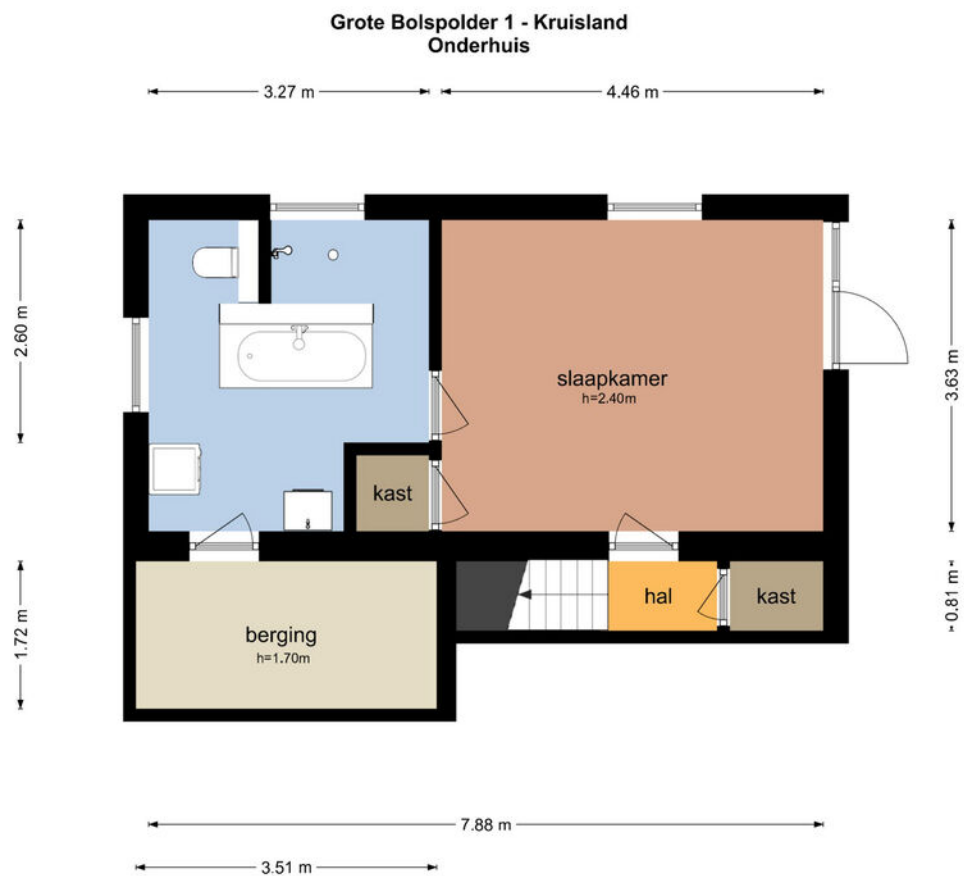 Grote Bolspolder 1 - Kruisland
Onderhuis
3.27 m
4.46 m
2.60 m
3.63 m
slaapkamer
h=2.40m
kast
1.72 m
berging
h=1.70m
hal
kast
0.81 m
7.88 m
3.51 m